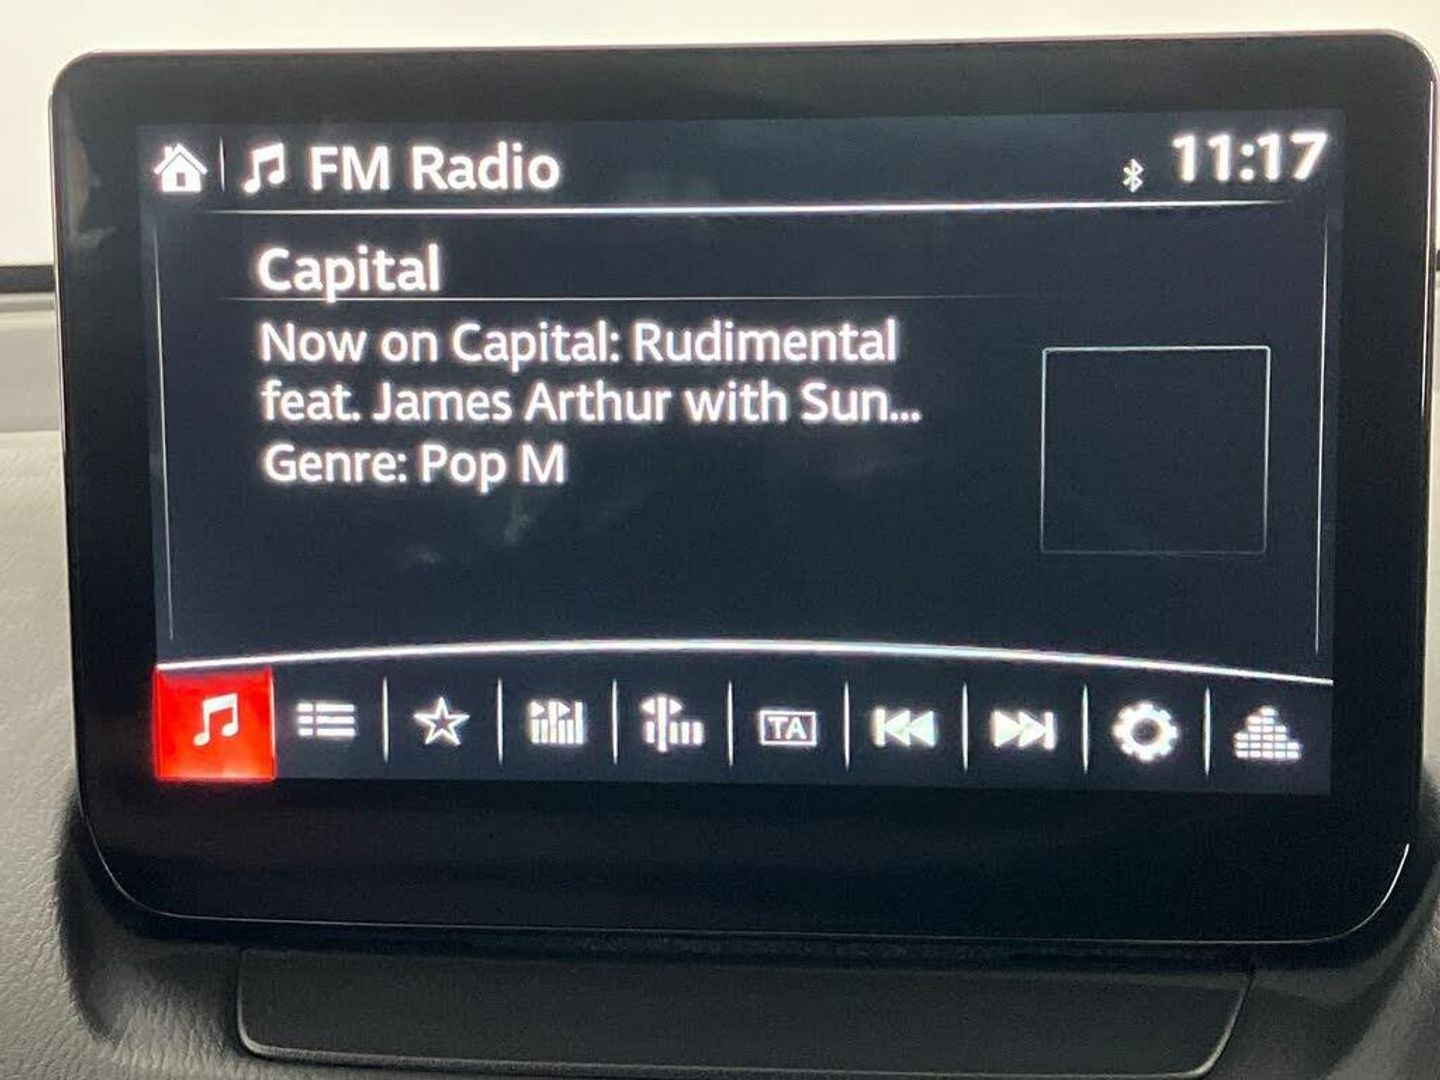 FM Radio
11:17
Capital
Now on Capital: Rudimental
feat. James Arthur with Sun...
Genre: Pop M
TA